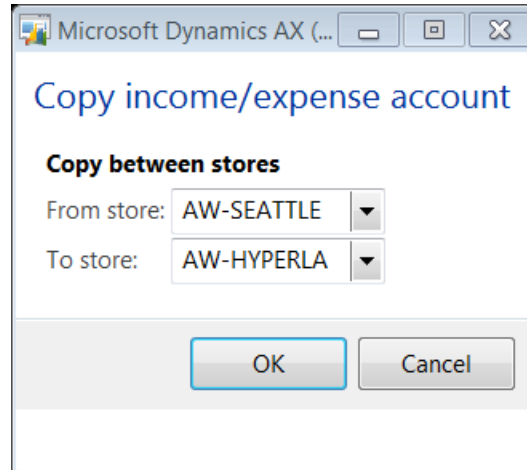 Microsoft Dynamics AX (...
Copy income/expense account
Copy between stores
From store: AW-SEATTLE
To store: AW-HYPERLA
OK Cancel